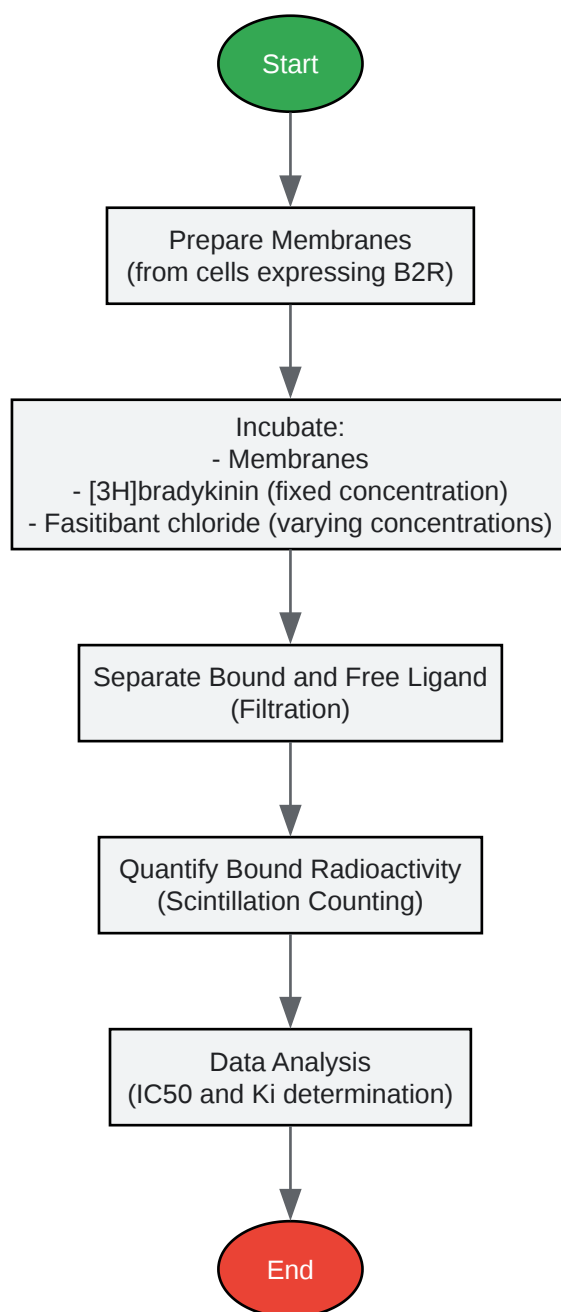 Start
Prepare Membranes
(from cells expressing B2R)
Incubate:
- Membranes
- [3H]bradykinin (fixed concentration)
- Fasitibant chloride (varying concentrations)
Separate Bound and Free Ligand
(Filtration)
Quantify Bound Radioactivity
(Scintillation Counting)
Data Analysis
(IC50 and Ki determination)
End